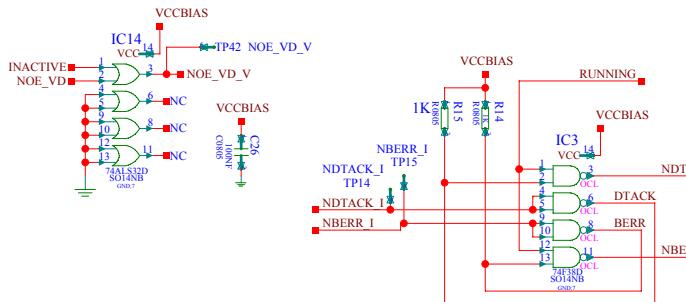 VCCBIAS
IC14
VCC 14
TP42 NOE_VD_V
INACTIVE 1
NOE_VD 2
3 NOE_VD_V
4
5
6 NC
9
10
8 NC
12
13
11 NC
74ALS32D
SO14NB
GND;7
VCCBIAS
C26
100NF
C0805
VCCBIAS
RUNNING
1K
R15
R.0805
R14
1K
R.0805
VCCBIAS
IC3
VCC 14
NBERR_I
TP15
NDTACK_I
TP14
1
2
3
OCL
NDT
NDTACK_I
4
5
6
OCL
DTACK
NBERR_I
9
10
8
OCL
BERR
12
13
11
OCL
NBE
74F38D
SO14NB
GND;7